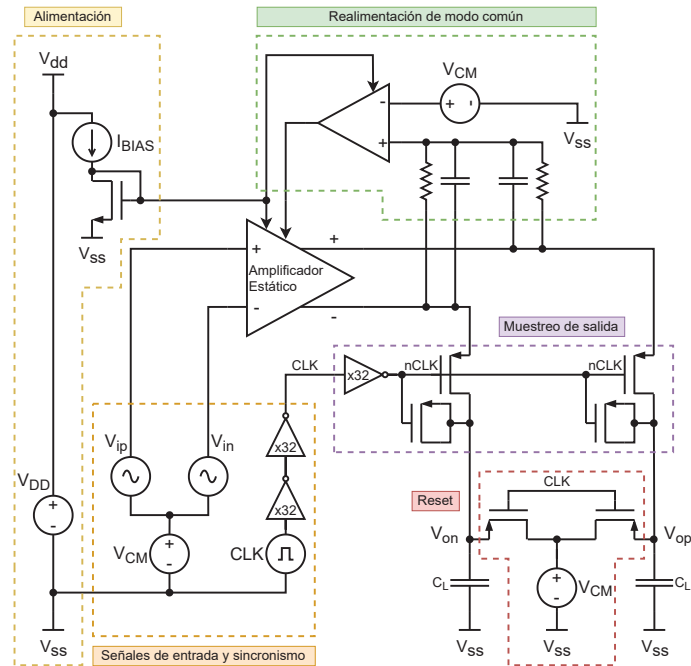 Alimentación
Realimentación de modo común
Vdd
VCM
IBIAS
-
+
-
+
VSS
VSS
+
-
Amplificador
Estático
+
-
Muestreo de salida
CLK
x32
nCLK
nCLK
x32
x32
Vip
Vin
VDD
+
-
VCM
+
-
CLK
Reset
CLK
Von
Vop
CL
+
-
VCM
CL
VSS
VSS
VSS
VSS
Señales de entrada y sincronismo